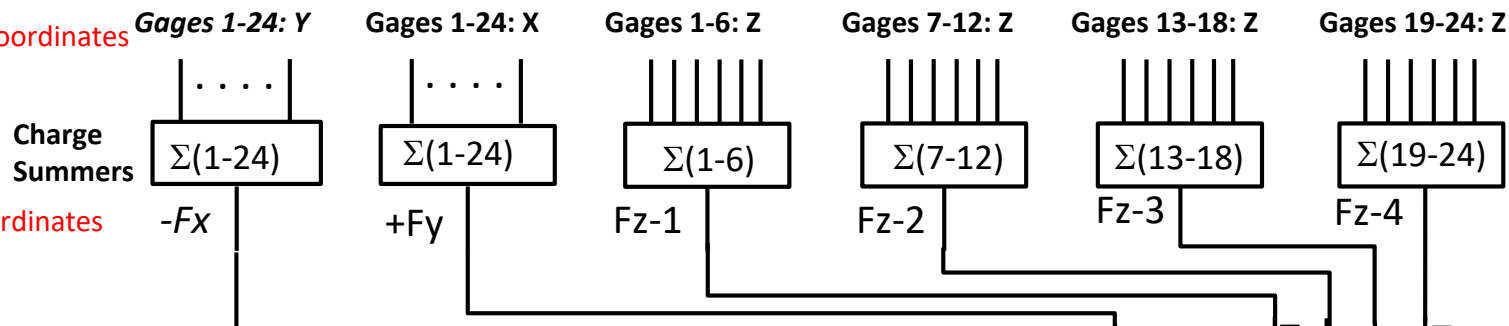 oordinates Gages 1-24: Y Gages 1-24: X Gages 1-6: Z Gages 7-12: Z Gages 13-18: Z Gages 19-24: Z
. . . . . . . .
Charge
Summers
Σ(1-24) Σ(1-24) Σ(1-6) Σ(7-12) Σ(13-18) Σ(19-24)
rdinates -Fx +Fy Fz-1 Fz-2 Fz-3 Fz-4